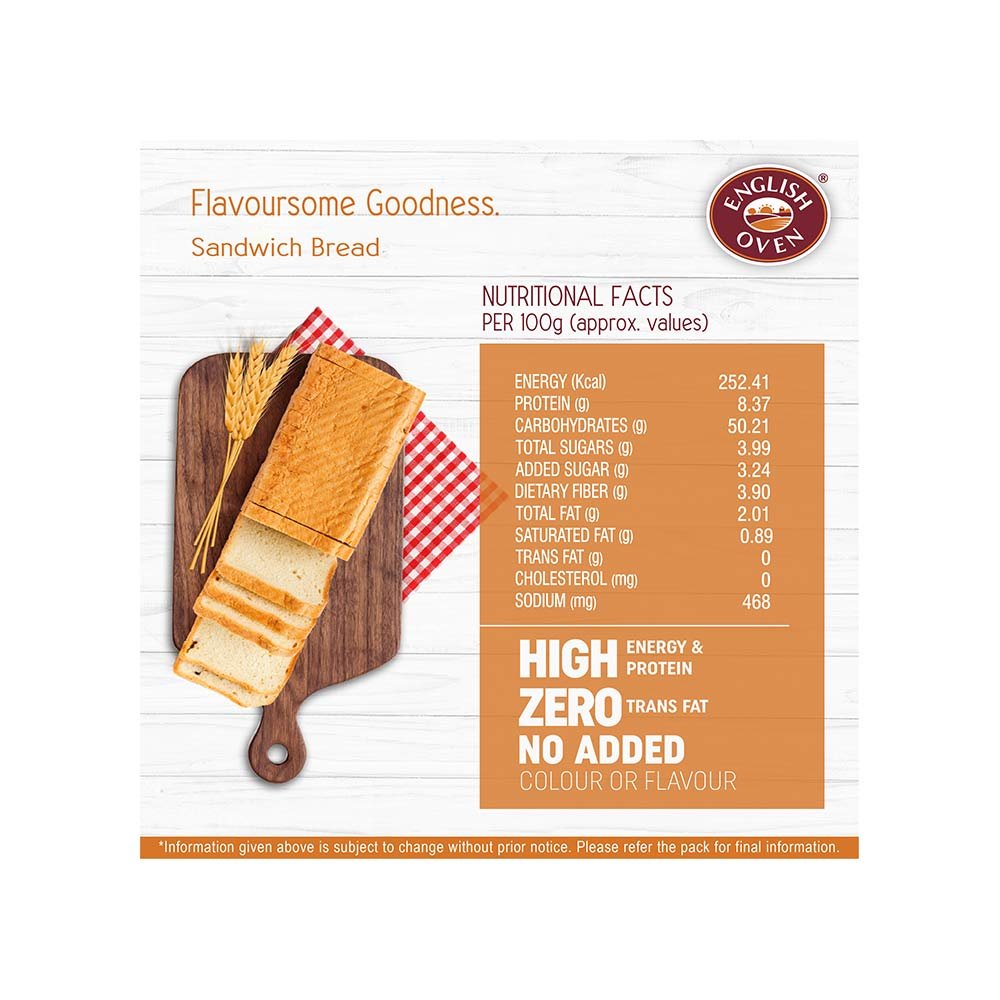 Flavoursome Goodness.
Sandwich Bread
ENGLISH
OVEN
®
NUTRITIONAL FACTS
PER 100g (approx. values)
ENERGY (Kcal) 252.41
PROTEIN (g) 8.37
CARBOHYDRATES (g) 50.21
TOTAL SUGARS (g) 3.99
ADDED SUGAR (g) 3.24
DIETARY FIBER (g) 3.90
TOTAL FAT (g) 2.01
SATURATED FAT (g) 0.89
TRANS FAT (g) 0
CHOLESTEROL (mg) 0
SODIUM (mg) 468
HIGH ENERGY &
PROTEIN
ZERO TRANS FAT
NO ADDED
COLOUR OR FLAVOUR
*Information given above is subject to change without prior notice. Please refer the pack for final information.